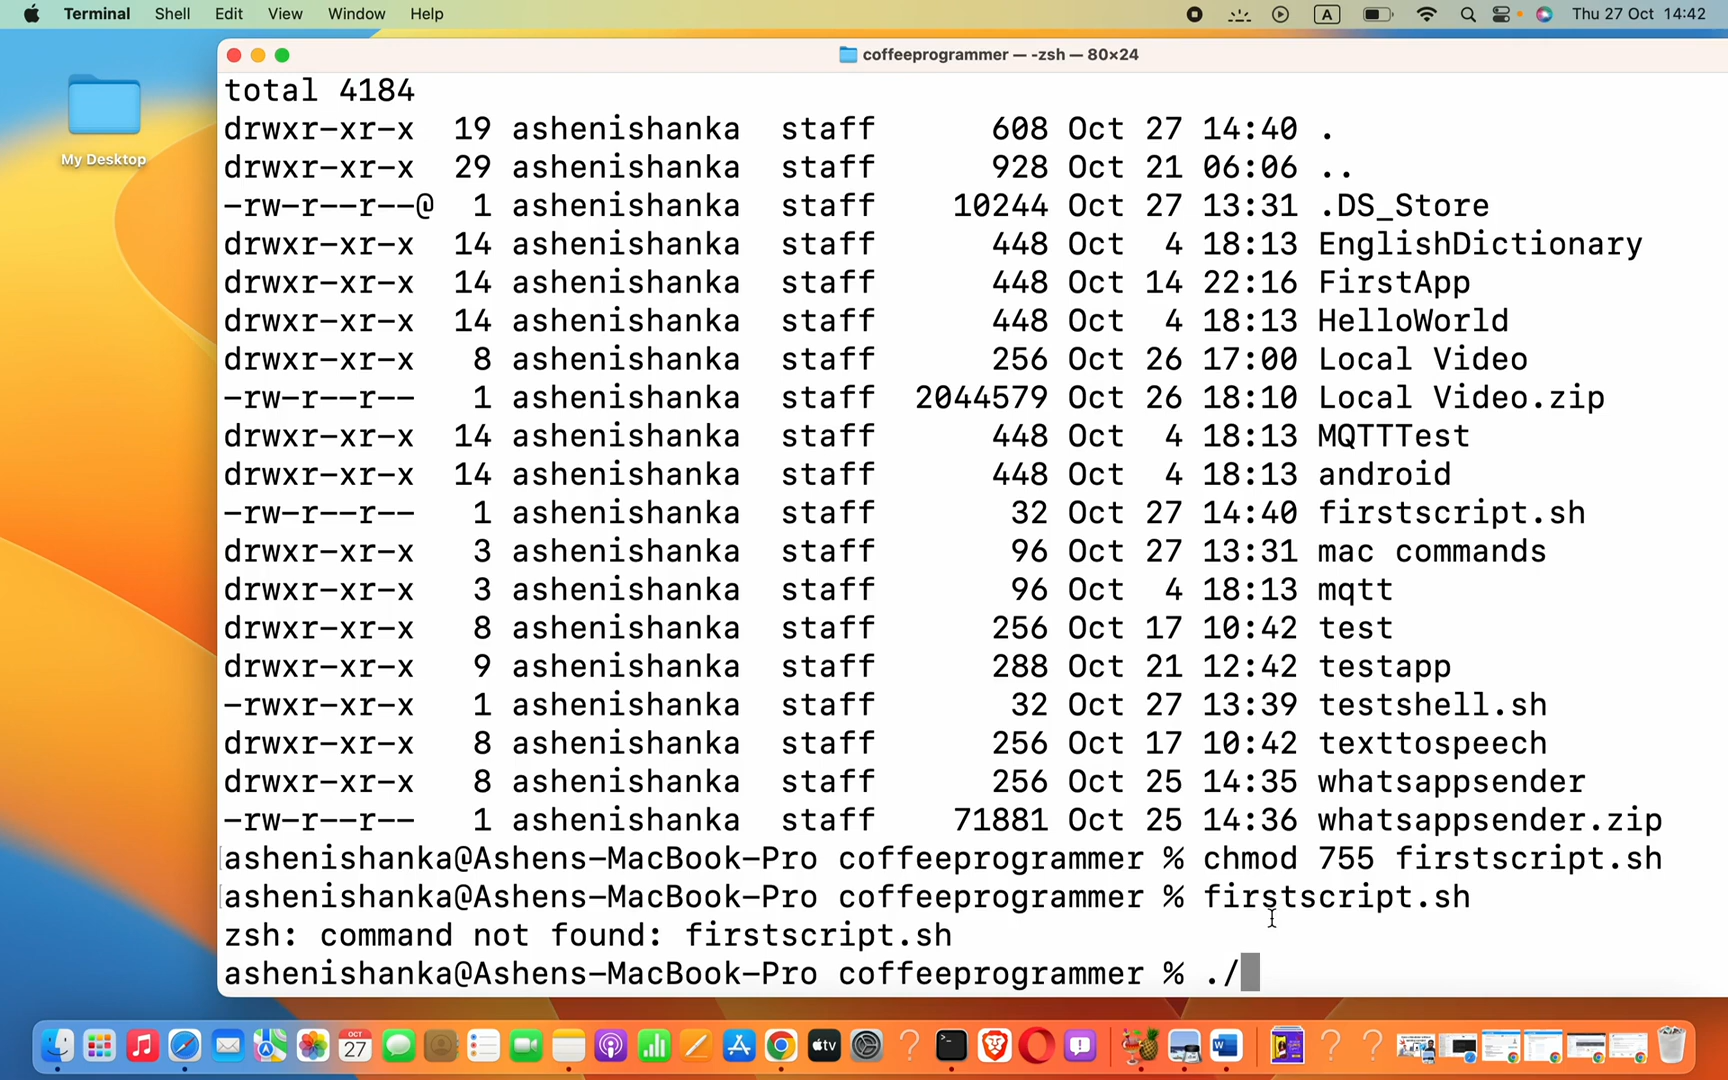 Terminal Shell Edit View Window Help A Thu 27 Oct 14:42
My Desktop
coffeeprogrammer — -zsh — 80×24
total 4184
drwxr-xr-x 19 ashenishanka staff 608 Oct 27 14:40 .
drwxr-xr-x 29 ashenishanka staff 928 Oct 21 06:06 ..
-rw-r--r--@ 1 ashenishanka staff 10244 Oct 27 13:31 .DS_Store
drwxr-xr-x 14 ashenishanka staff 448 Oct 4 18:13 EnglishDictionary
drwxr-xr-x 14 ashenishanka staff 448 Oct 14 22:16 FirstApp
drwxr-xr-x 14 ashenishanka staff 448 Oct 4 18:13 HelloWorld
drwxr-xr-x 8 ashenishanka staff 256 Oct 26 17:00 Local Video
-rw-r--r-- 1 ashenishanka staff 2044579 Oct 26 18:10 Local Video.zip
drwxr-xr-x 14 ashenishanka staff 448 Oct 4 18:13 MQTTTest
drwxr-xr-x 14 ashenishanka staff 448 Oct 4 18:13 android
-rw-r--r-- 1 ashenishanka staff 32 Oct 27 14:40 firstscript.sh
drwxr-xr-x 3 ashenishanka staff 96 Oct 27 13:31 mac commands
drwxr-xr-x 3 ashenishanka staff 96 Oct 4 18:13 mqtt
drwxr-xr-x 8 ashenishanka staff 256 Oct 17 10:42 test
drwxr-xr-x 9 ashenishanka staff 288 Oct 21 12:42 testapp
-rwxr-xr-x 1 ashenishanka staff 32 Oct 27 13:39 testshell.sh
drwxr-xr-x 8 ashenishanka staff 256 Oct 17 10:42 texttospeech
drwxr-xr-x 8 ashenishanka staff 256 Oct 25 14:35 whatsappsender
-rw-r--r-- 1 ashenishanka staff 71881 Oct 25 14:36 whatsappsender.zip
[ashenishanka@Ashens-MacBook-Pro coffeeprogrammer % chmod 755 firstscript.sh
[ashenishanka@Ashens-MacBook-Pro coffeeprogrammer % firstscript.sh
zsh: command not found: firstscript.sh
ashenishanka@Ashens-MacBook-Pro coffeeprogrammer % ./
OCT
27
tv